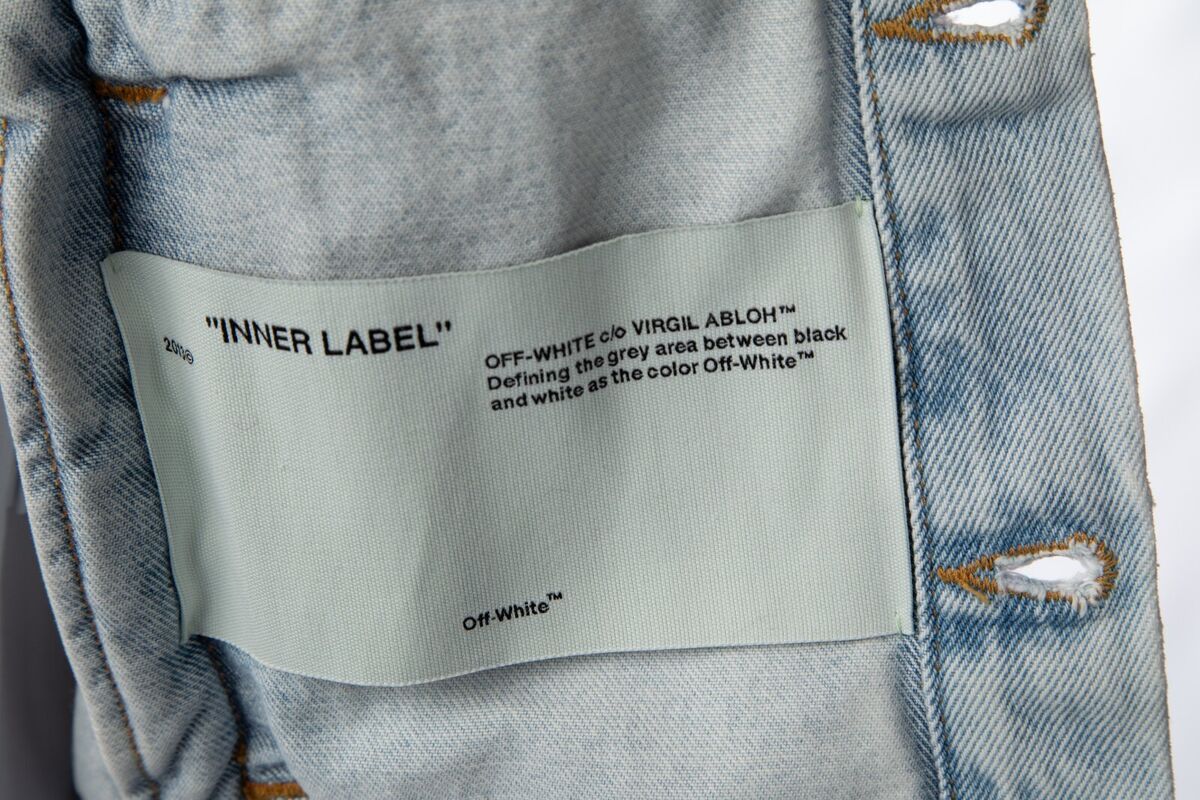 2013©
"INNER LABEL"
OFF-WHITE c/o VIRGIL ABLOH™
Defining the grey area between black
and white as the color Off-White™
Off-White™